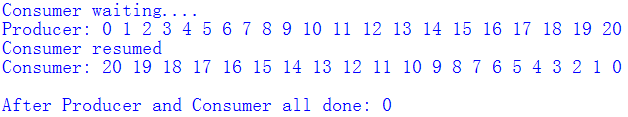 Consumer waiting....
Producer: 0 1 2 3 4 5 6 7 8 9 10 11 12 13 14 15 16 17 18 19 20
Consumer resumed
Consumer: 20 19 18 17 16 15 14 13 12 11 10 9 8 7 6 5 4 3 2 1 0
After Producer and Consumer all done: 0